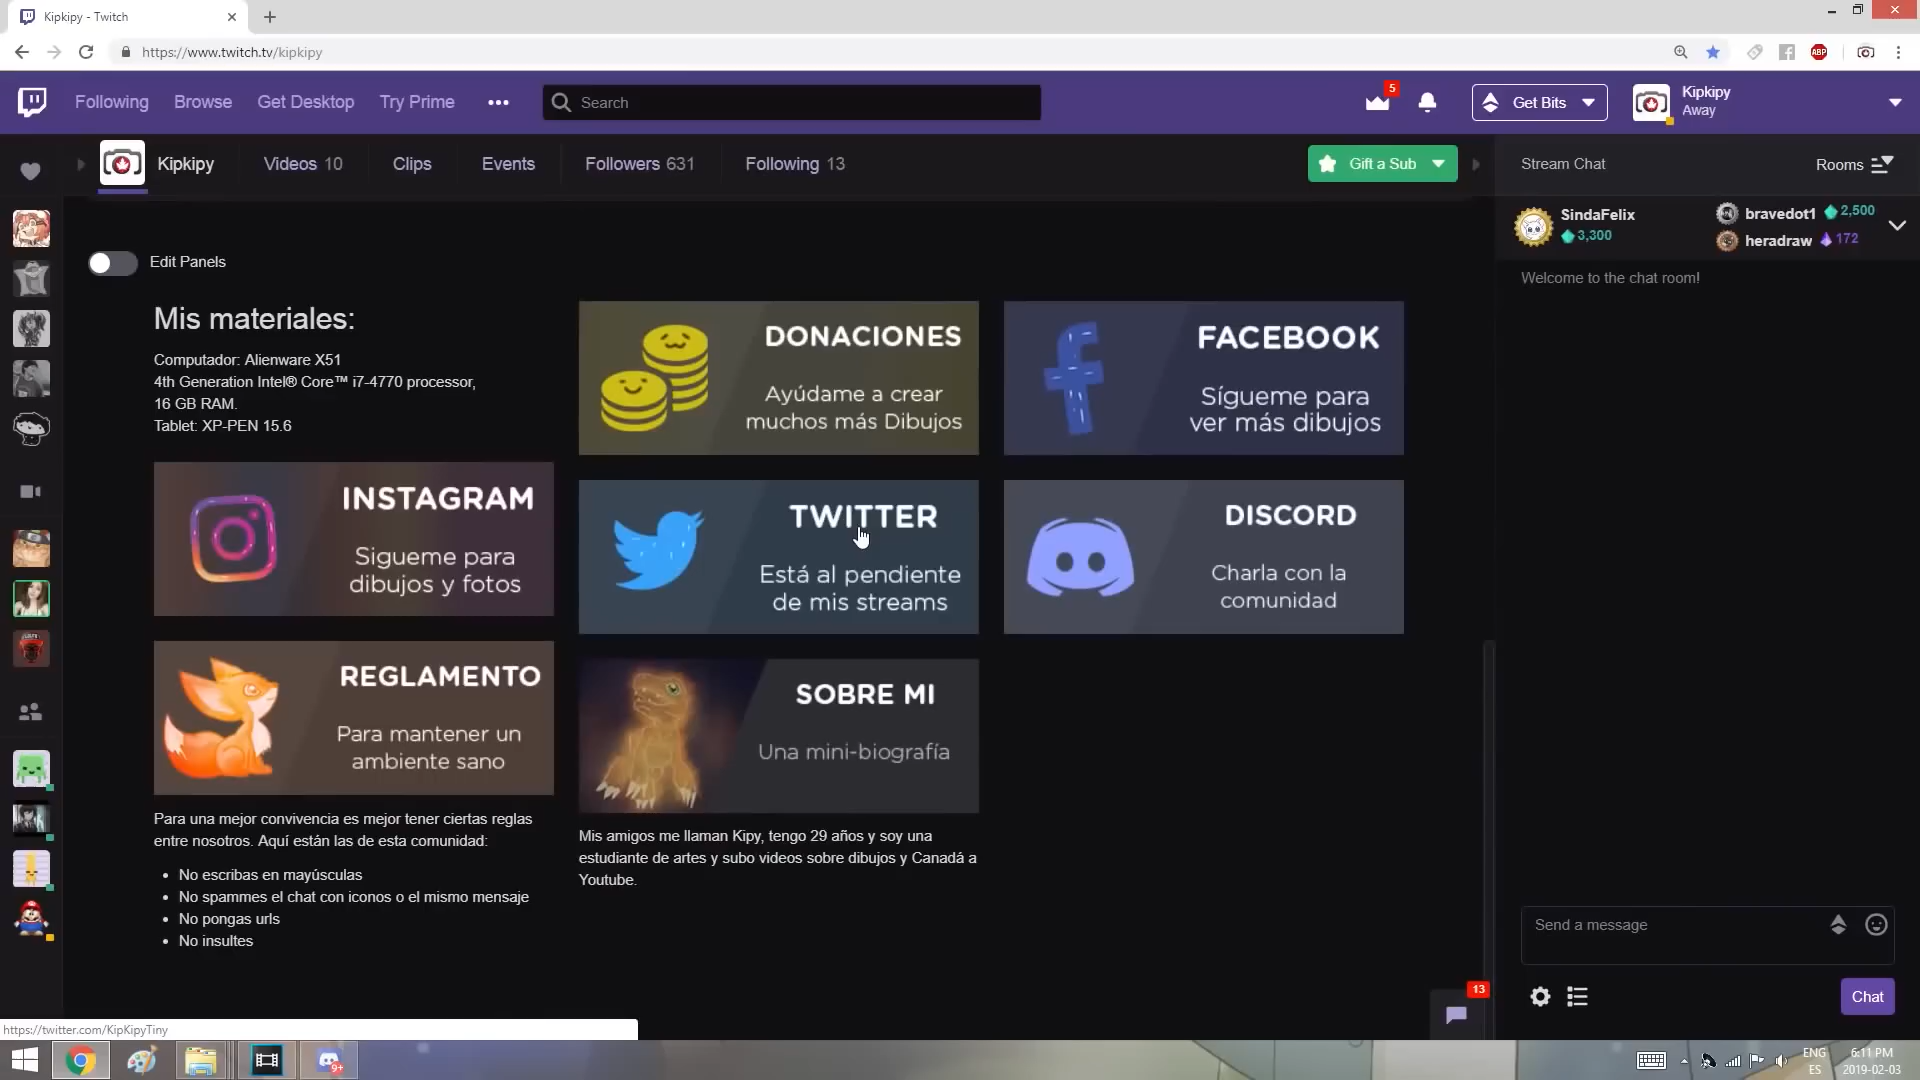 Kipkipy - Twitch
https://www.twitch.tv/kipkipy
ABP
Following
Browse
Get Desktop
Try Prime
Search
5
Get Bits
Kipkipy
Away
Kipkipy
Videos 10
Clips
Events
Followers 631
Following 13
Gift a Sub
Stream Chat
Rooms
SindaFelix
3,300
bravedot1 2,500
heradraw 172
Welcome to the chat room!
Edit Panels
Mis materiales:
Computador: Alienware X51
4th Generation Intel® Core™ i7-4770 processor,
16 GB RAM.
Tablet: XP-PEN 15.6
DONACIONES
Ayúdame a crear
muchos más Dibujos
FACEBOOK
Sígueme para
ver más dibujos
INSTAGRAM
Sigueme para
dibujos y fotos
TWITTER
Está al pendiente
de mis streams
DISCORD
Charla con la
comunidad
REGLAMENTO
Para mantener un
ambiente sano
SOBRE MI
Una mini-biografía
Para una mejor convivencia es mejor tener ciertas reglas
entre nosotros. Aquí están las de esta comunidad:
• No escribas en mayúsculas
• No spammes el chat con iconos o el mismo mensaje
• No pongas urls
• No insultes
Mis amigos me llaman Kipy, tengo 29 años y soy una
estudiante de artes y subo videos sobre dibujos y Canadá a
Youtube.
Send a message
Chat
13
https://twitter.com/KipKipyTiny
9+
ENG
ES
6:11 PM
2019-02-03